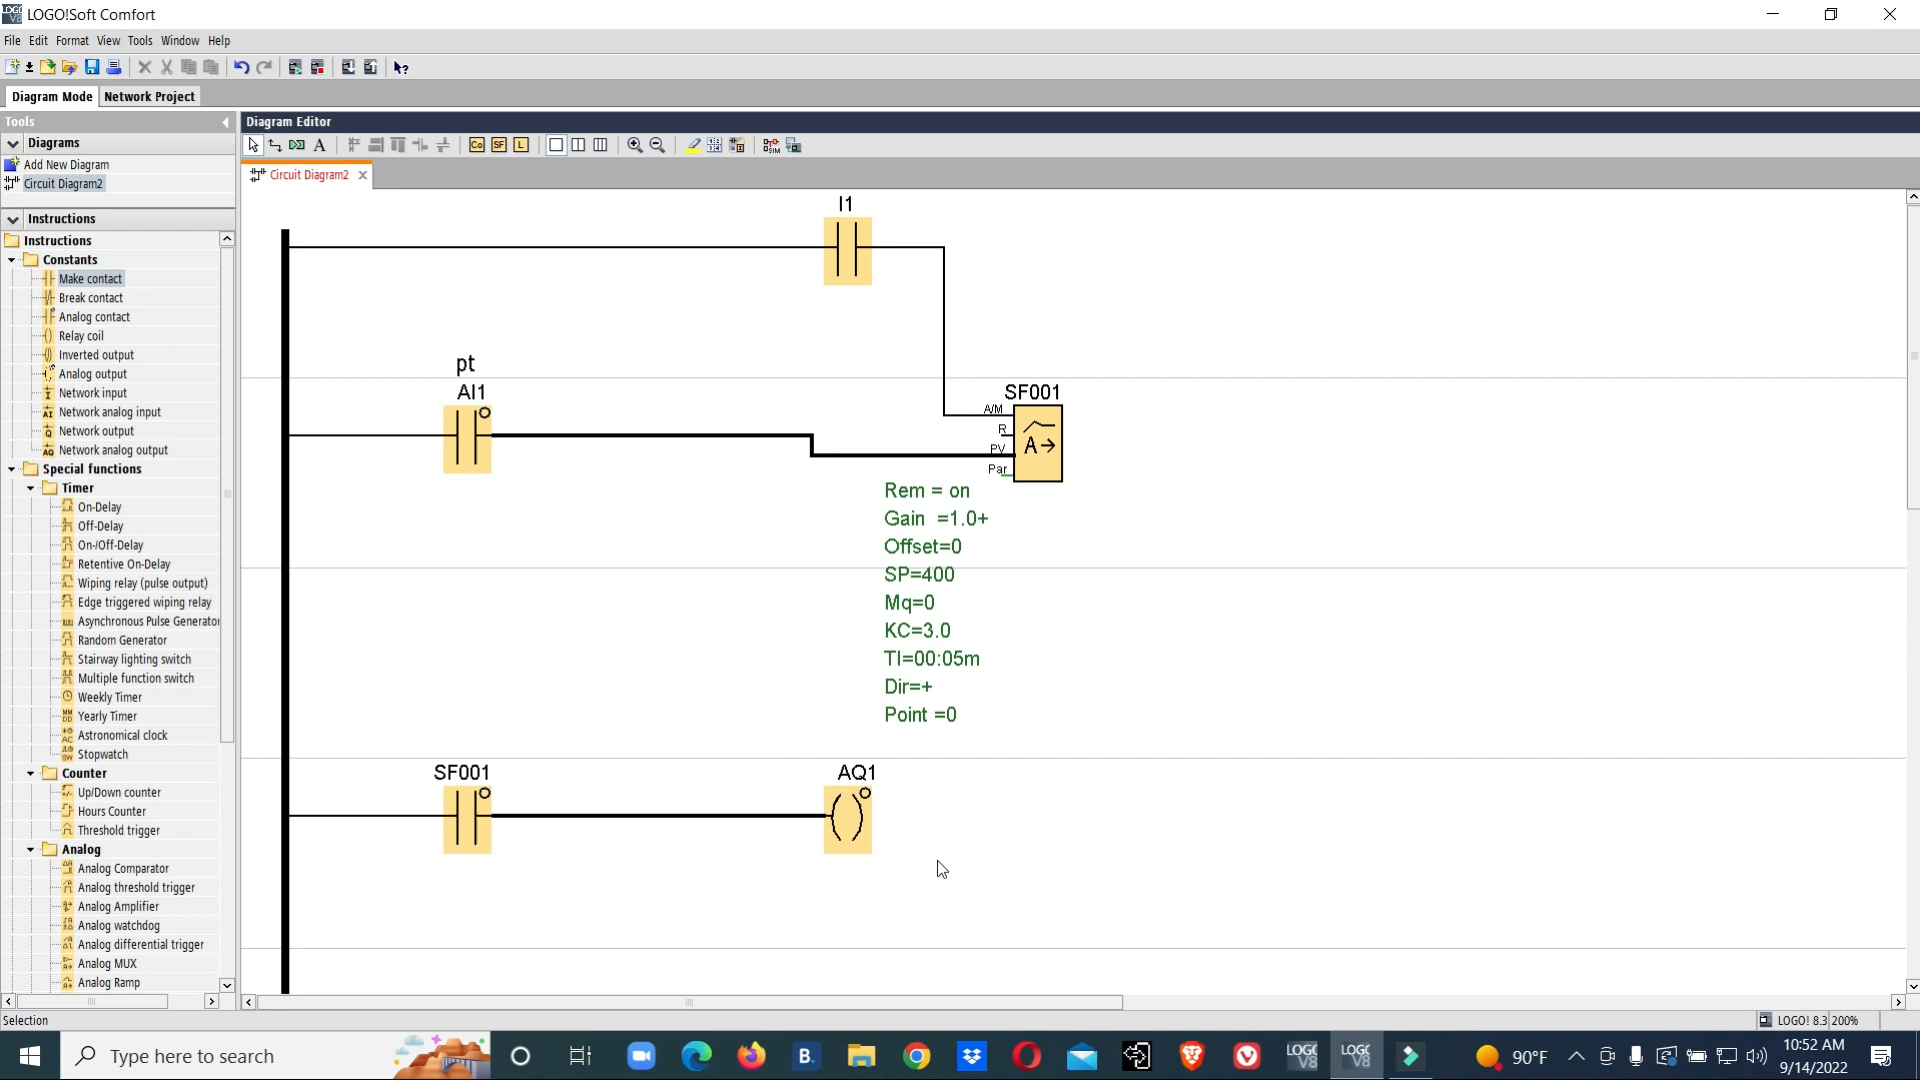 LOGO!Soft Comfort
File Edit Format View Tools Window Help
Diagram Mode Network Project
Tools
Diagrams
Add New Diagram
Circuit Diagram2
Instructions
Instructions
Constants
Make contact
Break contact
Analog contact
Relay coil
Inverted output
Analog output
Network input
Network analog input
Network output
Network analog output
Special functions
Timer
On-Delay
Off-Delay
On-/Off-Delay
Retentive On-Delay
Wiping relay (pulse output)
Edge triggered wiping relay
Asynchronous Pulse Generator
Random Generator
Stairway lighting switch
Multiple function switch
Weekly Timer
Yearly Timer
Astronomical clock
Stopwatch
Counter
Up/Down counter
Hours Counter
Threshold trigger
Analog
Analog Comparator
Analog threshold trigger
Analog Amplifier
Analog watchdog
Analog differential trigger
Analog MUX
Analog Ramp
Diagram Editor
A Co SF L
Circuit Diagram2
I1
pt
AI1
SF001
A/M
R
PV
Par
A
Rem = on
Gain =1.0+
Offset=0
SP=400
Mq=0
KC=3.0
TI=00:05m
Dir=+
Point =0
SF001
AQ1
Selection
LOGO! 8.3 200%
Type here to search
B.
LOGO V8
LOGO V8
90°F
10:52 AM
9/14/2022